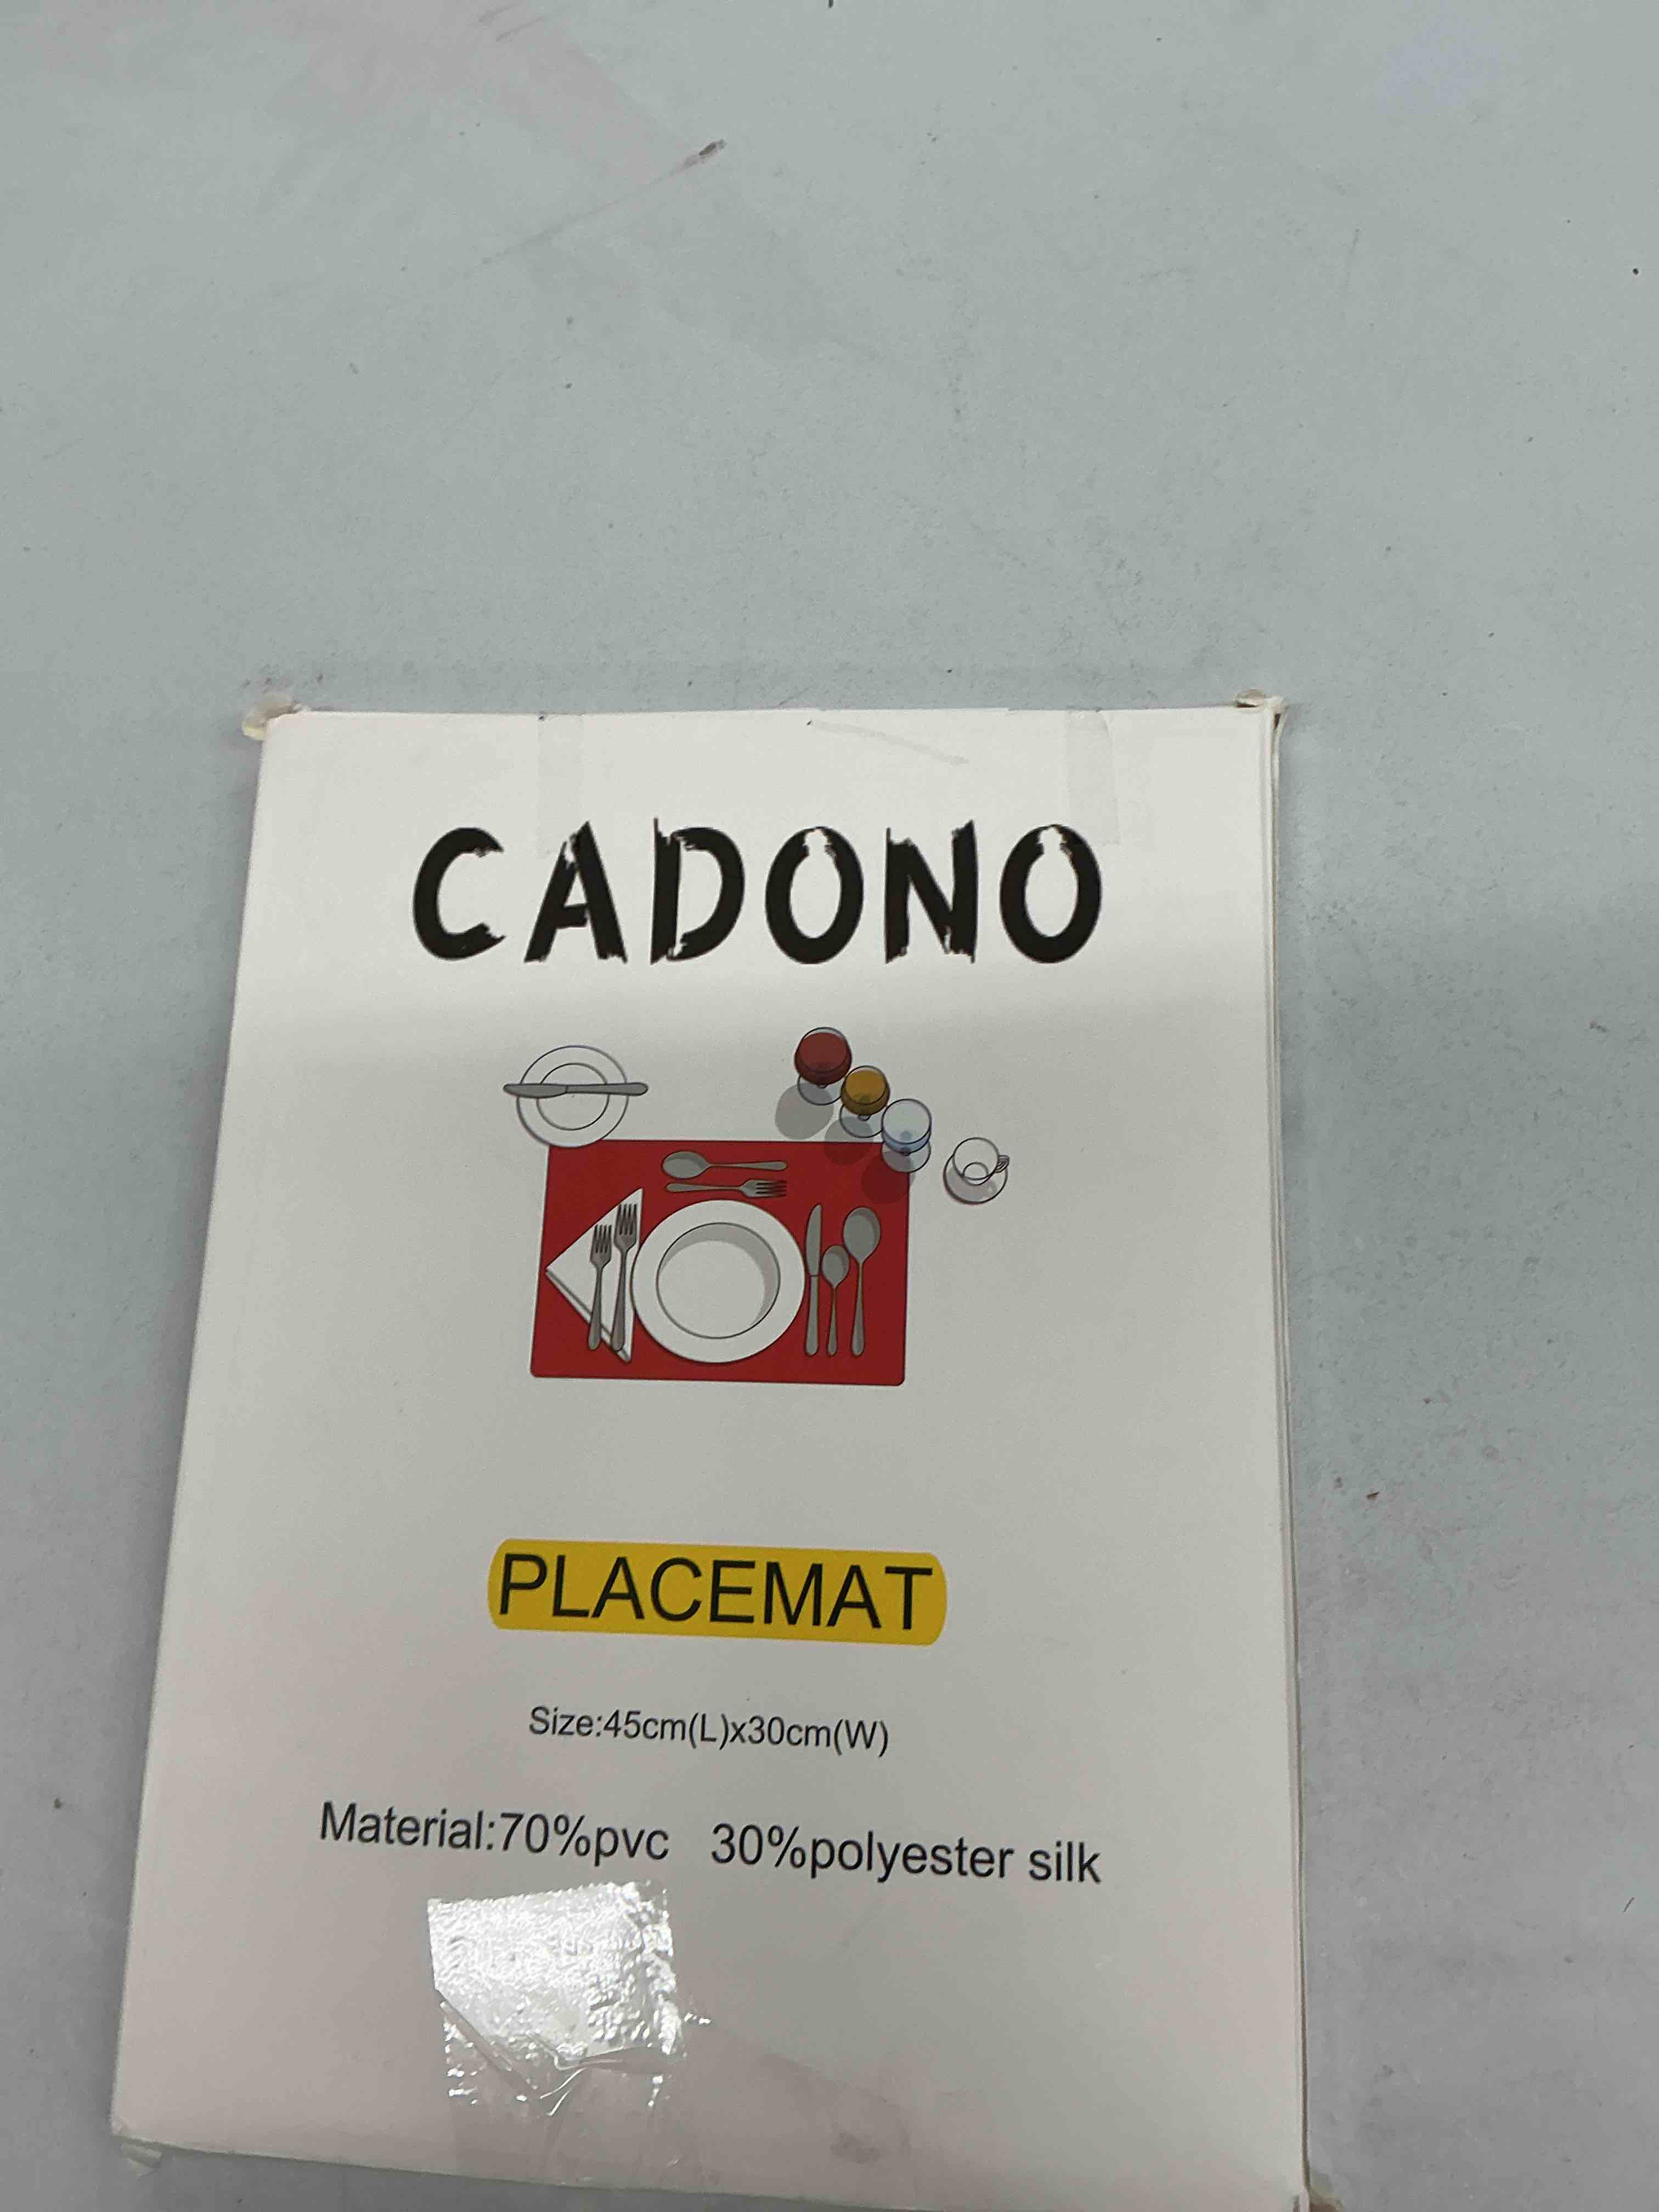 CADONO
PLACEMAT
Size:45cm(L)x30cm(W)
Material:70%pvc 30%polyester silk